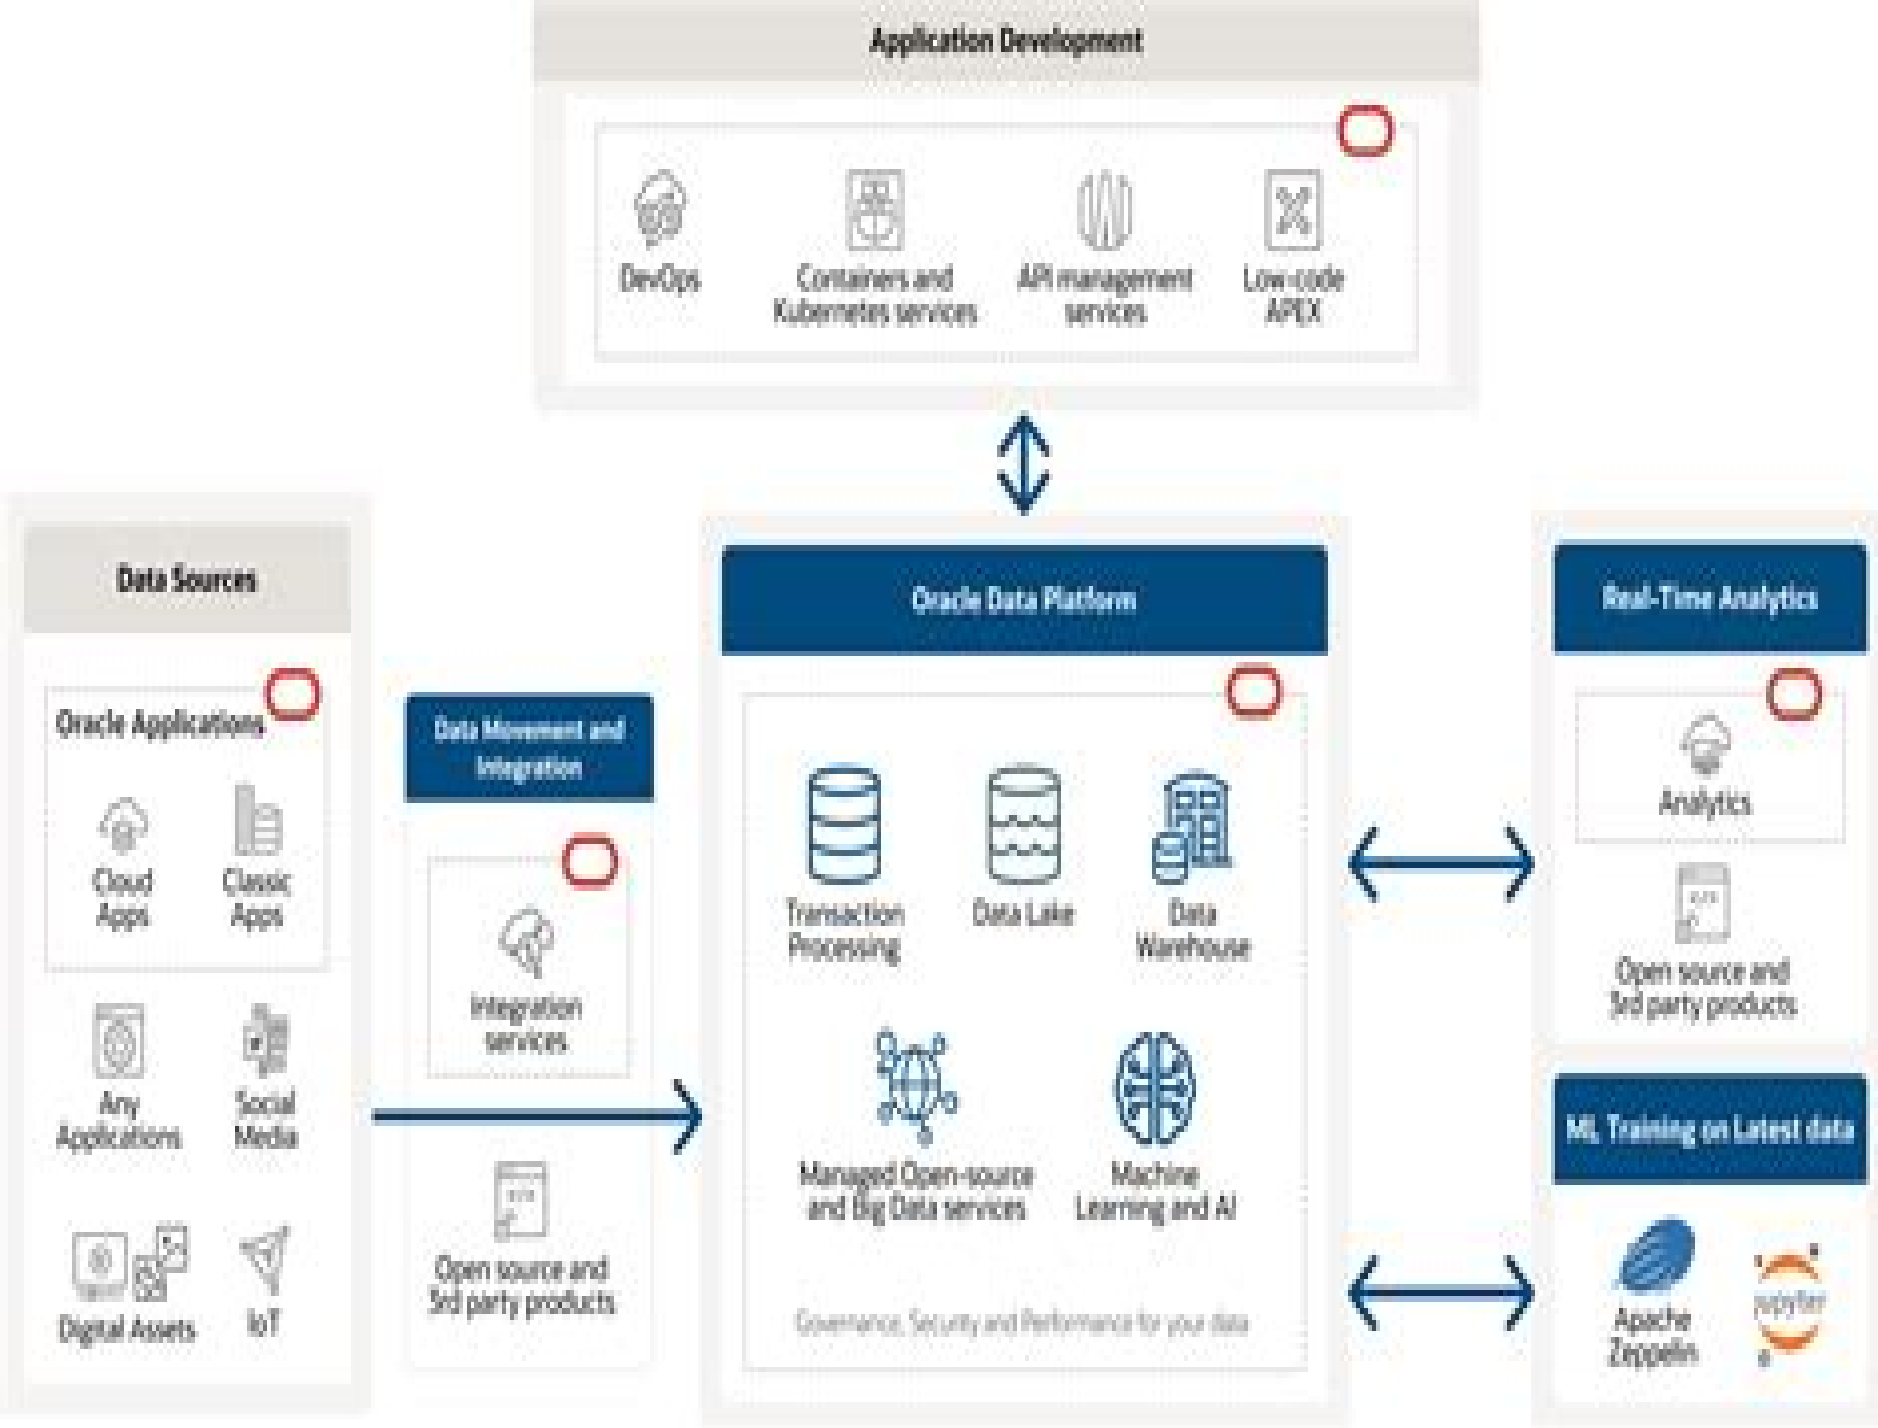 Application Development
DevOps
Containers and
Kubernetes services
API management
services
Low-code
APEX
Data Sources
Oracle Applications
Cloud
Apps
Classic
Apps
Any
Applications
Social
Media
Digital Assets
IoT
Data Movement and
Integration
Integration
services
Open source and
3rd party products
Oracle Data Platform
Transaction
Processing
Data Lake
Data
Warehouse
Managed Open-source
and Big Data services
Machine
Learning and AI
Governance, Security and Performance for your data
Real-Time Analytics
Analytics
Open source and
3rd party products
ML Training on Latest data
Apache
Zeppelin
jupyter